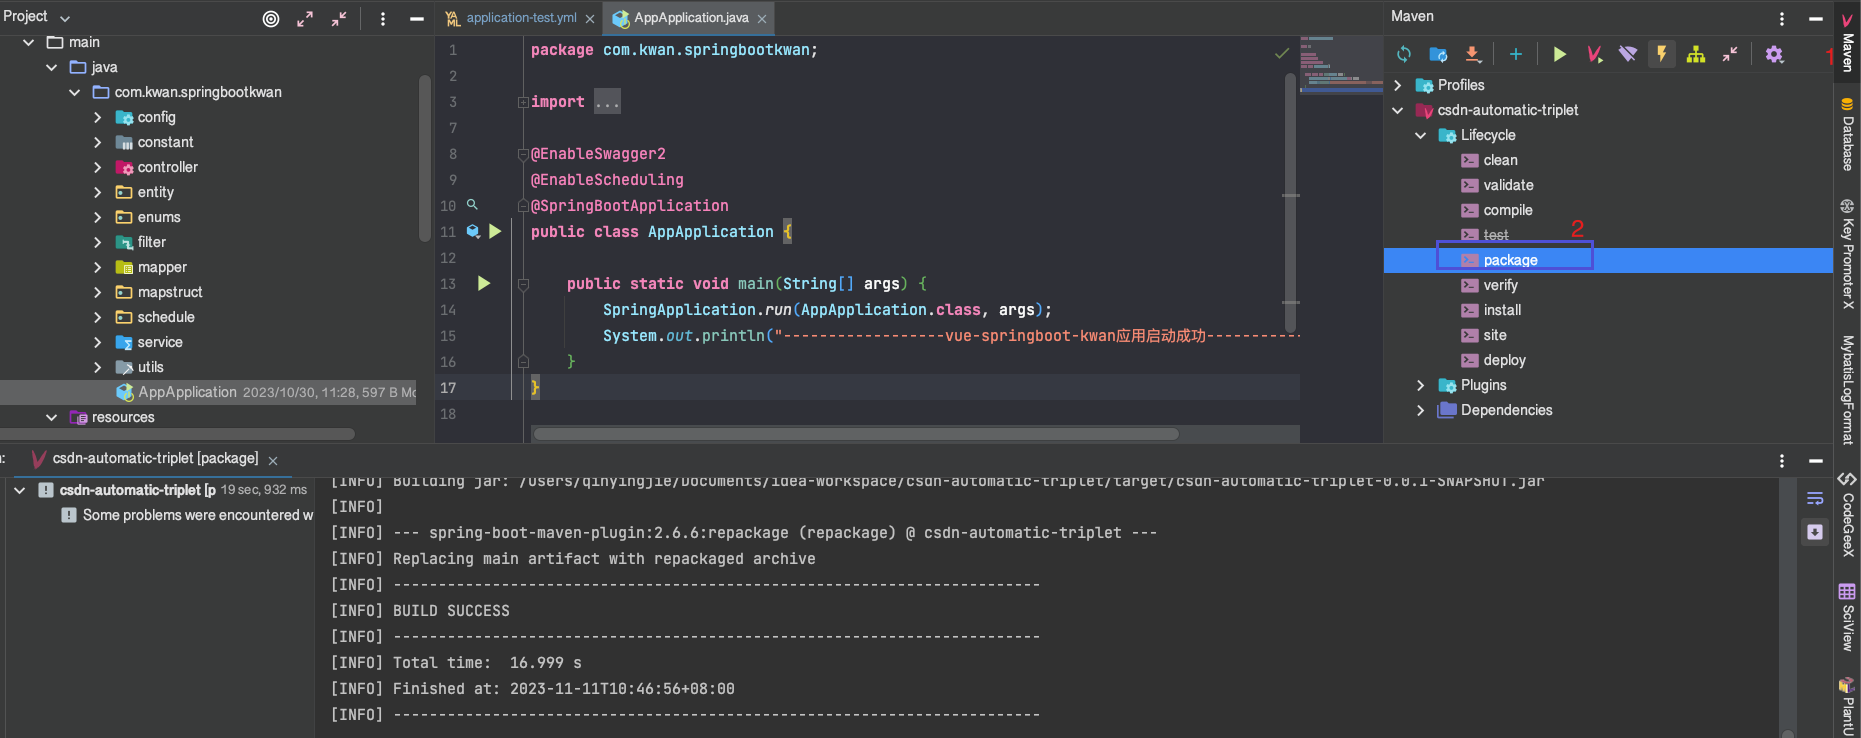 Project
main
java
com.kwan.springbootkwan
config
constant
controller
entity
enums
filter
mapper
mapstruct
schedule
service
utils
AppApplication 2023/10/30, 11:28, 597 B Mo
resources
application-test.yml
AppApplication.java
1 package com.kwan.springbootkwan;
2
3 import ...
7
8 @EnableSwagger2
9 @EnableScheduling
10 @SpringBootApplication
11 public class AppApplication {
12
13 public static void main(String[] args) {
14 SpringApplication.run(AppApplication.class, args);
15 System.out.println("------------------vue-springboot-kwan应用启动成功-----------
16 }
17 }
18
Maven
1
Profiles
csdn-automatic-triplet
Lifecycle
clean
validate
compile
test
2
package
verify
install
site
deploy
Plugins
Dependencies
Maven
Database
Key Promoter X
MybatisLogFormat
CodeGeeX
SciView
PlantU
csdn-automatic-triplet [package]
csdn-automatic-triplet [p 19 sec, 932 ms
Some problems were encountered w
[INFO] Building jar: /Users/qinyingjie/Documents/idea-workspace/csdn-automatic-triplet/target/csdn-automatic-triplet-0.0.1-SNAPSHOT.jar
[INFO]
[INFO] --- spring-boot-maven-plugin:2.6.6:repackage (repackage) @ csdn-automatic-triplet ---
[INFO] Replacing main artifact with repackaged archive
[INFO] ------------------------------------------------------------------------
[INFO] BUILD SUCCESS
[INFO] ------------------------------------------------------------------------
[INFO] Total time:  16.999 s
[INFO] Finished at: 2023-11-11T10:46:56+08:00
[INFO] ------------------------------------------------------------------------